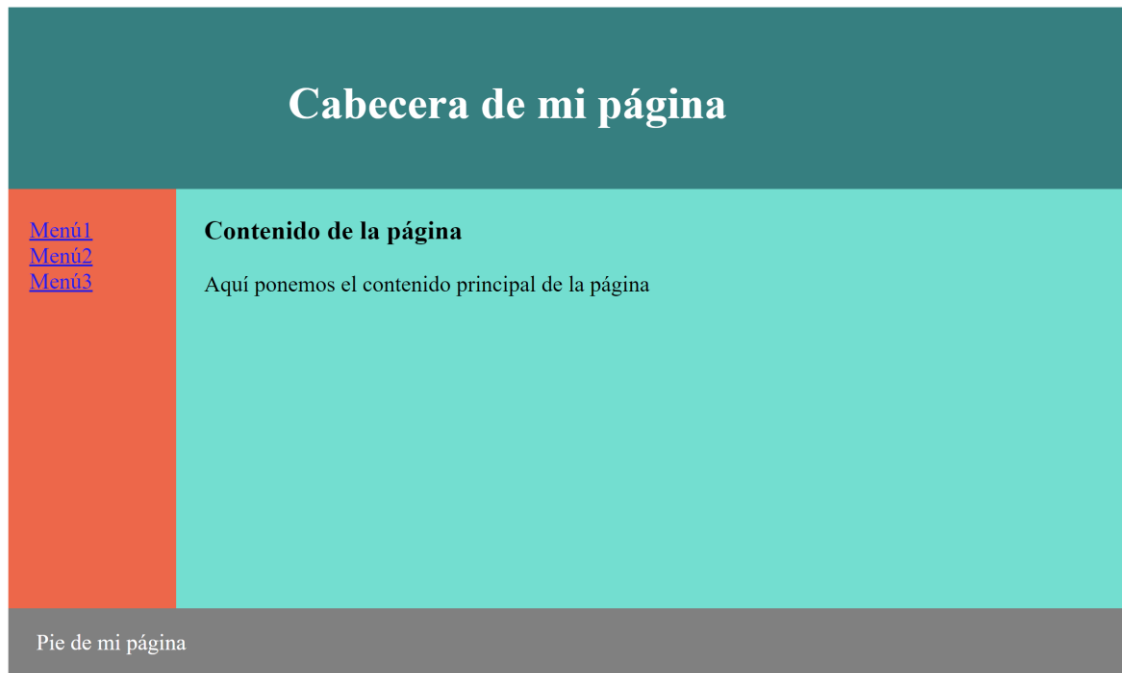 Cabecera de mi página
Menú1
Menú2
Menú3
Contenido de la página
Aquí ponemos el contenido principal de la página
Pie de mi página